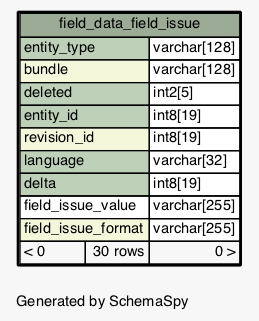 field_data_field_issue
entity_type varchar[128]
bundle varchar[128]
deleted int2[5]
entity_id int8[19]
revision_id int8[19]
language varchar[32]
delta int8[19]
field_issue_value varchar[255]
field_issue_format varchar[255]
< 0 30 rows 0 >
Generated by SchemaSpy